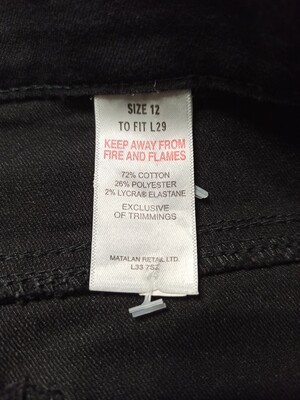 SIZE 12
TO FIT L29
KEEP AWAY FROM
FIRE AND FLAMES
72% COTTON
26% POLYESTER
2% LYCRA® ELASTANE
EXCLUSIVE
OF TRIMMINGS
MATALAN RETAIL LTD.
L33 7SZ